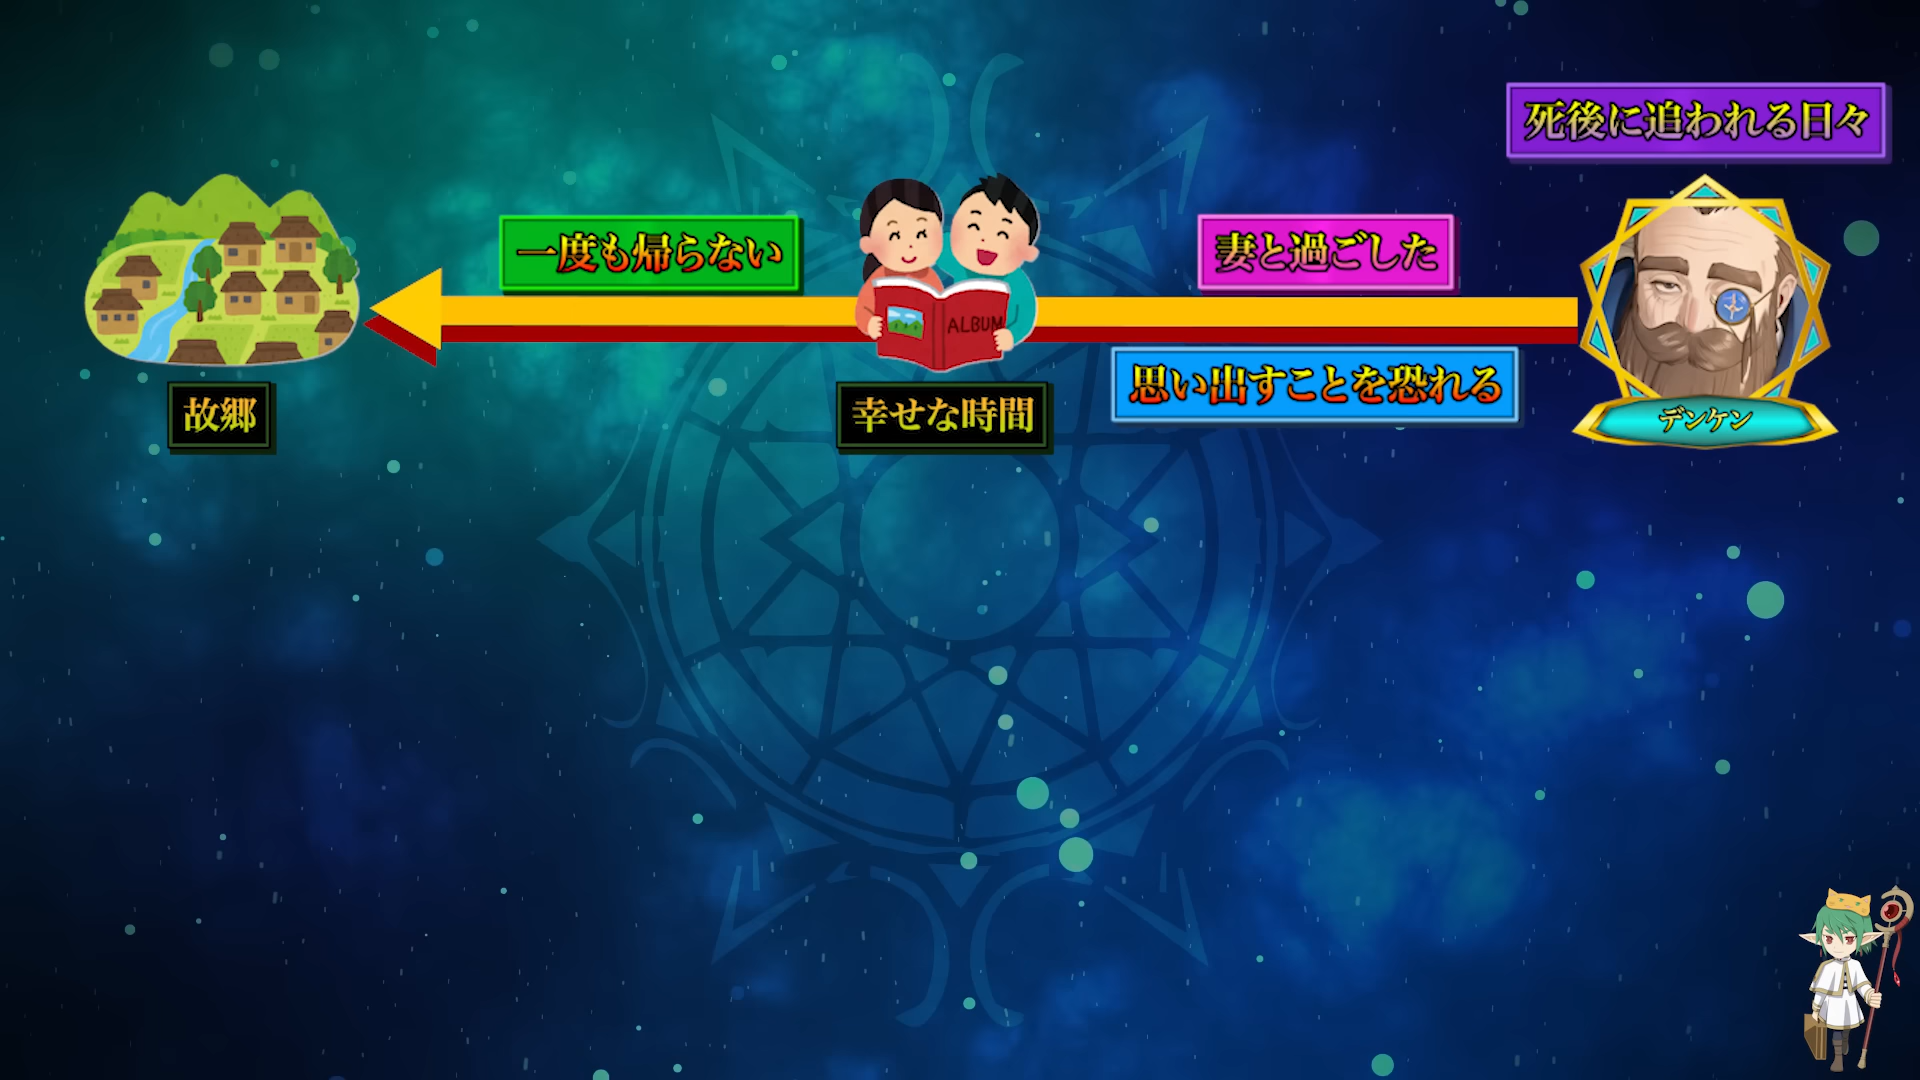 死後に追われる日々
一度も帰らない
妻と過ごした
ALBUM
思い出すことを恐れる
故郷
幸せな時間
デンケン